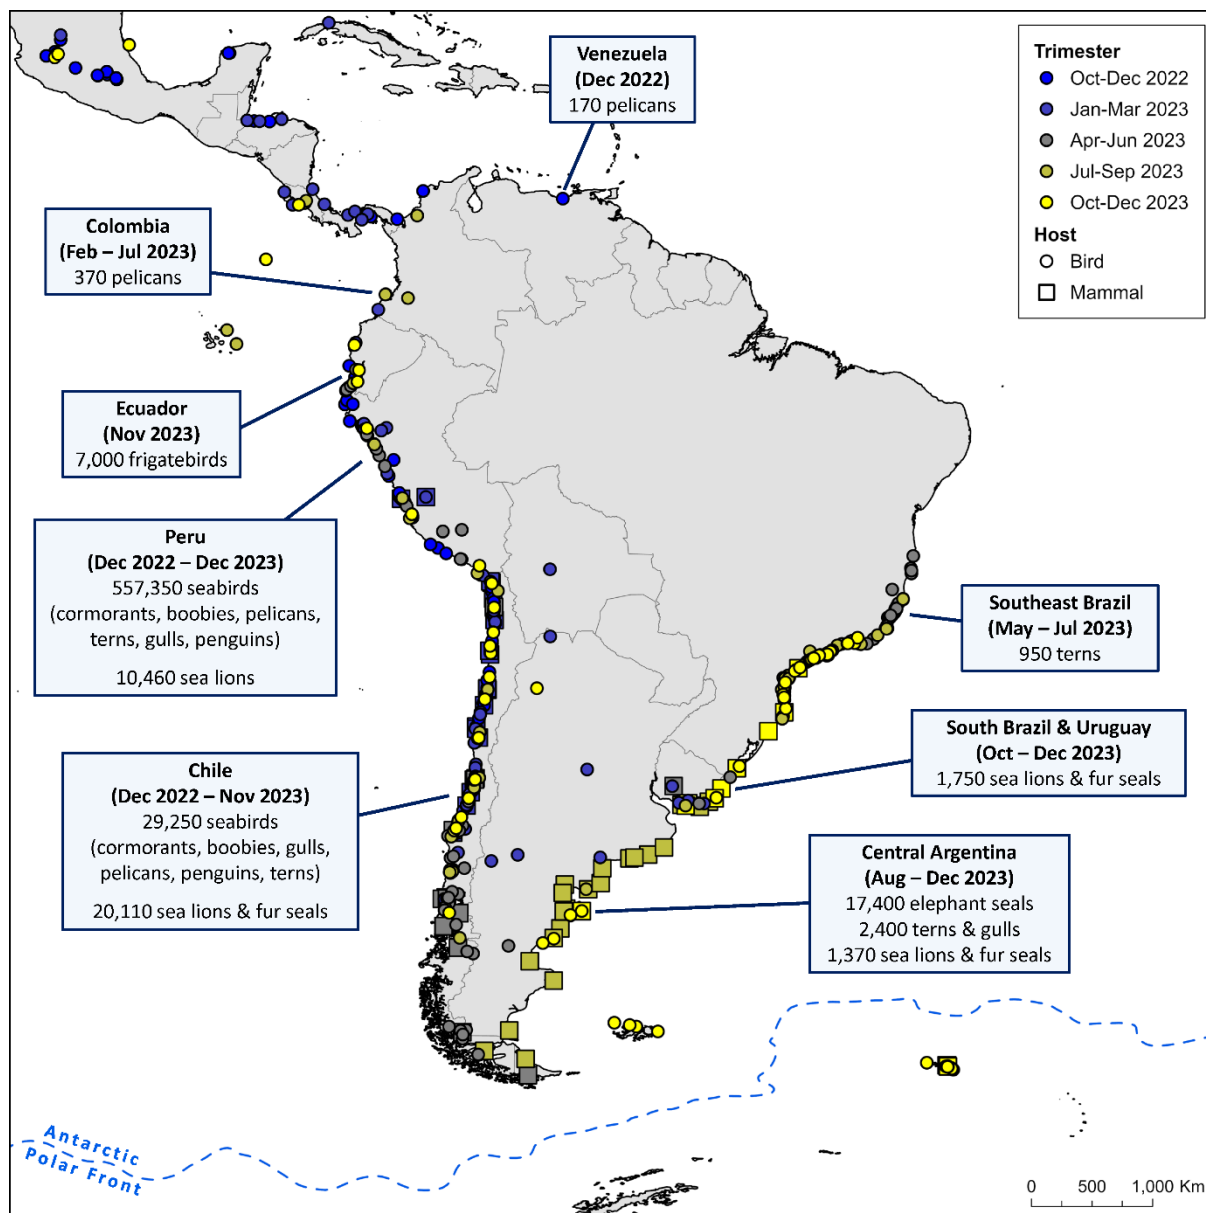 Venezuela
(Dec 2022)
170 pelicans
Trimester
Oct-Dec 2022
Jan-Mar 2023
Apr-Jun 2023
Jul-Sep 2023
Oct-Dec 2023
Host
Bird
Mammal
Colombia
(Feb – Jul 2023)
370 pelicans
Ecuador
(Nov 2023)
7,000 frigatebirds
Peru
(Dec 2022 – Dec 2023)
557,350 seabirds
(cormorants, boobies, pelicans,
terns, gulls, penguins)
10,460 sea lions
Southeast Brazil
(May – Jul 2023)
950 terns
South Brazil & Uruguay
(Oct – Dec 2023)
1,750 sea lions & fur seals
Chile
(Dec 2022 – Nov 2023)
29,250 seabirds
(cormorants, boobies, gulls,
pelicans, penguins, terns)
20,110 sea lions & fur seals
Central Argentina
(Aug – Dec 2023)
17,400 elephant seals
2,400 terns & gulls
1,370 sea lions & fur seals
Antarctic
Polar Front
0 500 1,000 Km